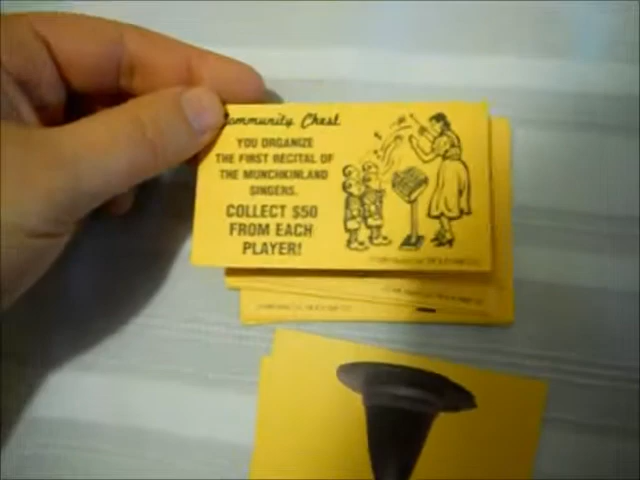 Community Chest
YOU ORGANIZE
THE FIRST RECITAL OF
THE MUNCHKINLAND
SINGERS.
COLLECT $50
FROM EACH
PLAYER!